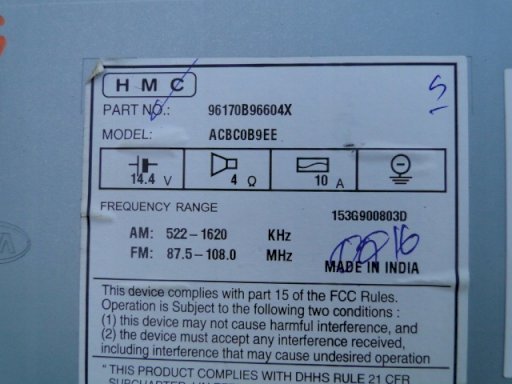 HMC
PART NO.: 96170B96604X
MODEL: ACBC0B9EE
14.4 V 4 Ω 10 A
FREQUENCY RANGE
153G900803D
AM: 522-1620 KHz
FM: 87.5-108.0 MHz
MADE IN INDIA
This device complies with part 15 of the FCC Rules.
Operation is Subject to the following two conditions :
(1) this device may not cause harmful interference, and
(2) the device must accept any interference received,
including interference that may cause undesired operation
" THIS PRODUCT COMPLIES WITH DHHS RULE 21 CFR